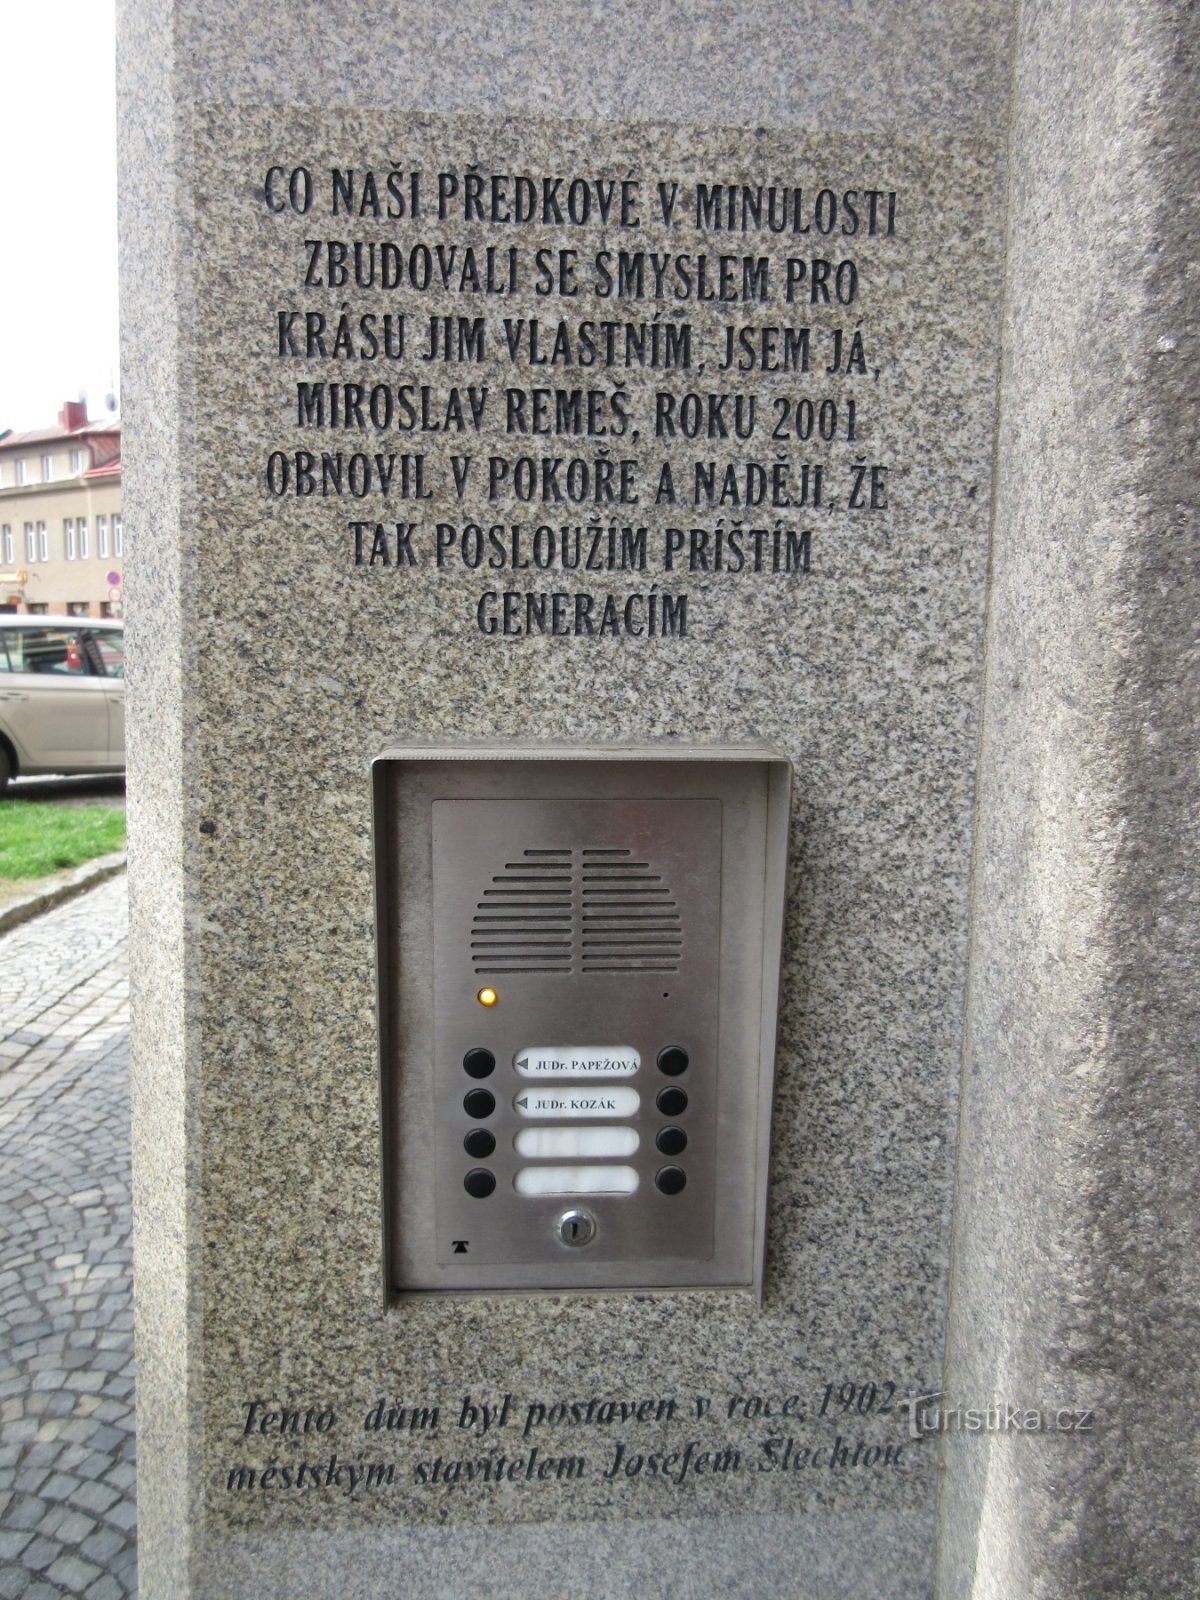 CO NAŠI PŘEDKOVÉ V MINULOSTI
ZBUDOVALI SE SMYSLEM PRO
KRÁSU JIM VLASTNÍM, JSEM JÁ,
MIROSLAV REMEŠ, ROKU 2001
OBNOVIL V POKOŘE A NADĚJI, ŽE
TAK POSLOUŽÍM PRÍŠTÍM
GENERACÍM
JUDr. PAPEŽOVÁ
JUDr. KOZÁK
Tento dům byl postaven v roce 1902
městským stavitelem Josefem Šlechtou
Turistika.cz